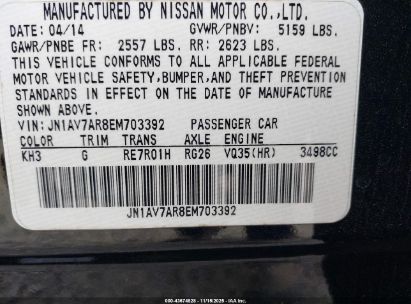 MANUFACTURED BY NISSAN MOTOR CO.,LTD.
DATE: 04/14 GVWR/PNBV: 5159 LBS.
GAWR/PNBE FR: 2557 LBS. RR: 2623 LBS.
THIS VEHICLE CONFORMS TO ALL APPLICABLE FEDERAL
MOTOR VEHICLE SAFETY,BUMPER,AND THEFT PREVENTION
STANDARDS IN EFFECT ON THE DATE OF MANUFACTURE
SHOWN ABOVE.
VIN: JN1AV7AR8EM703392 PASSENGER CAR
COLOR TRIM TRANS AXLE ENGINE
KH3 G RE7R01H RG26 VQ35(HR) 3498CC
JN1AV7AR8EM703392